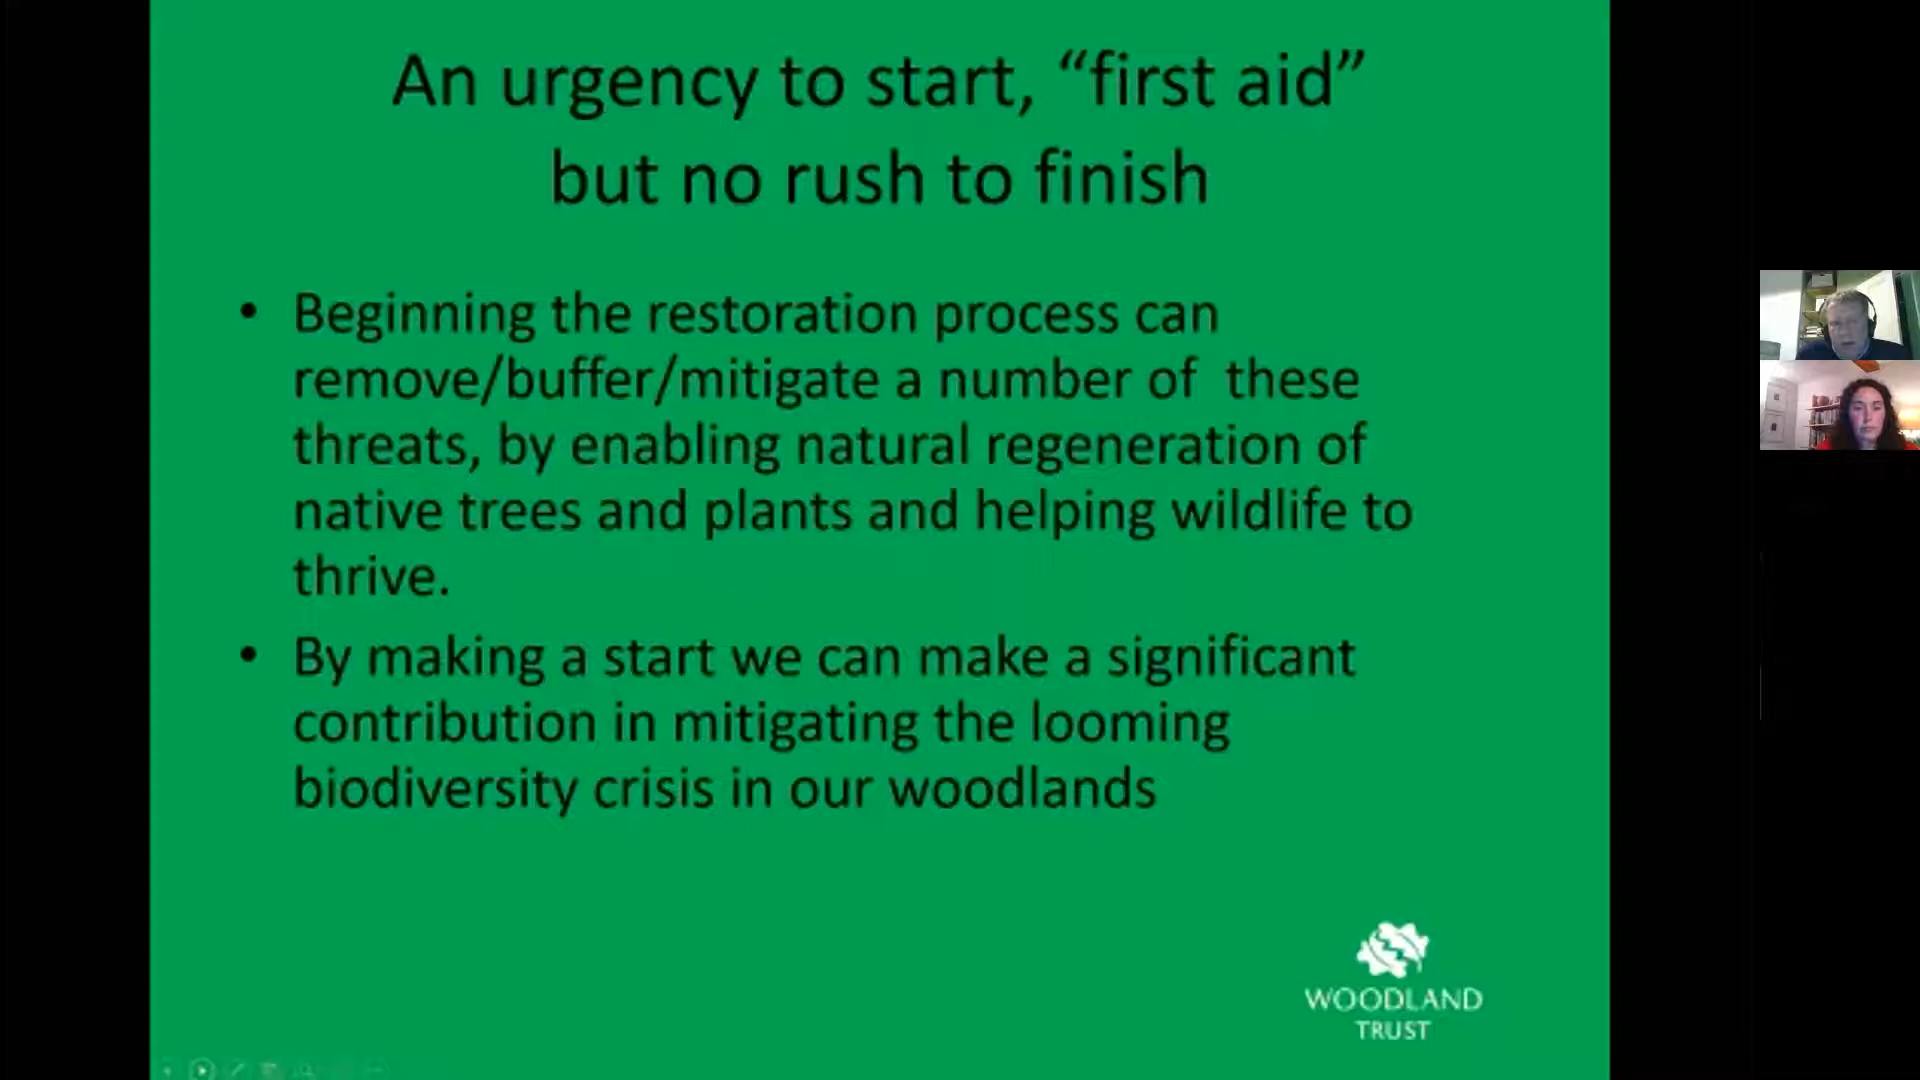 An urgency to start, “first aid”
but no rush to finish
• Beginning the restoration process can
remove/buffer/mitigate a number of  these
threats, by enabling natural regeneration of
native trees and plants and helping wildlife to
thrive.
• By making a start we can make a significant
contribution in mitigating the looming
biodiversity crisis in our woodlands
WOODLAND
TRUST